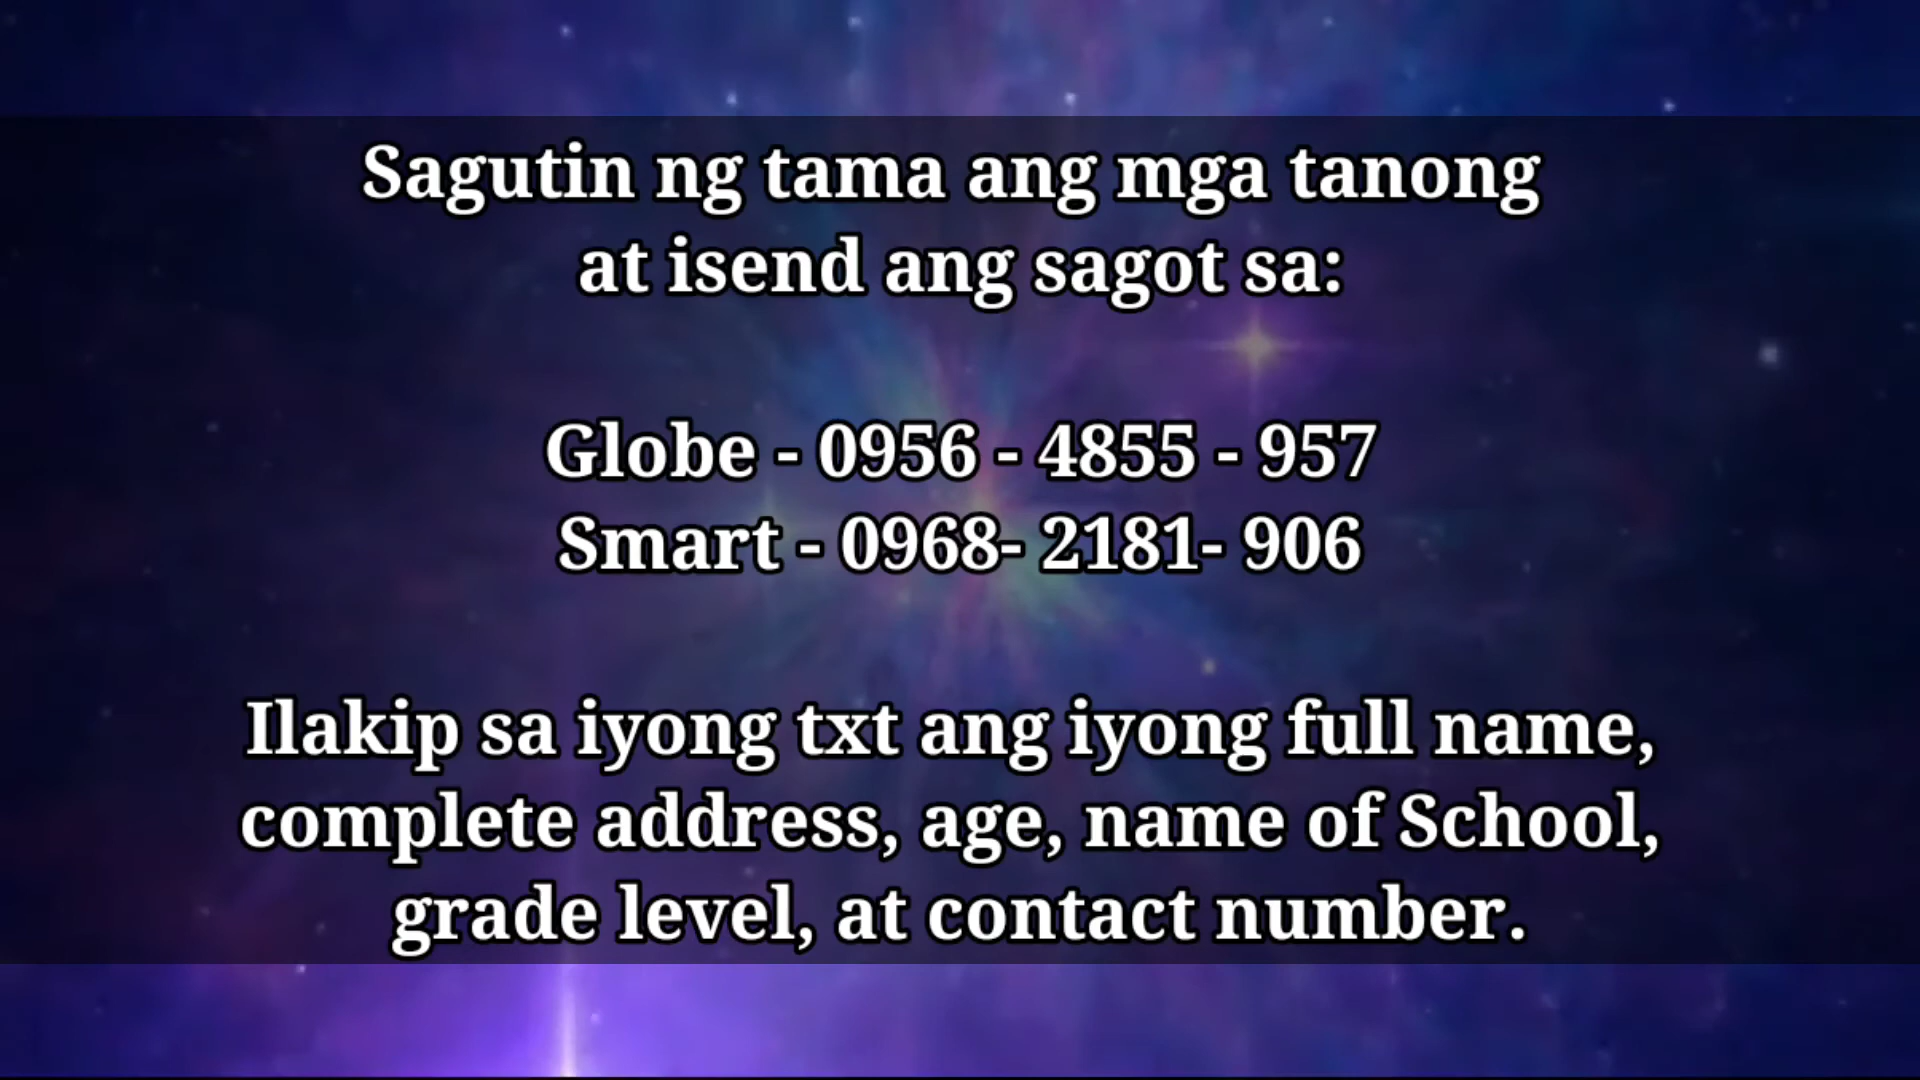 Sagutin ng tama ang mga tanong
at isend ang sagot sa:
Globe - 0956 - 4855 - 957
Smart - 0968- 2181- 906
Ilakip sa iyong txt ang iyong full name,
complete address, age, name of School,
grade level, at contact number.